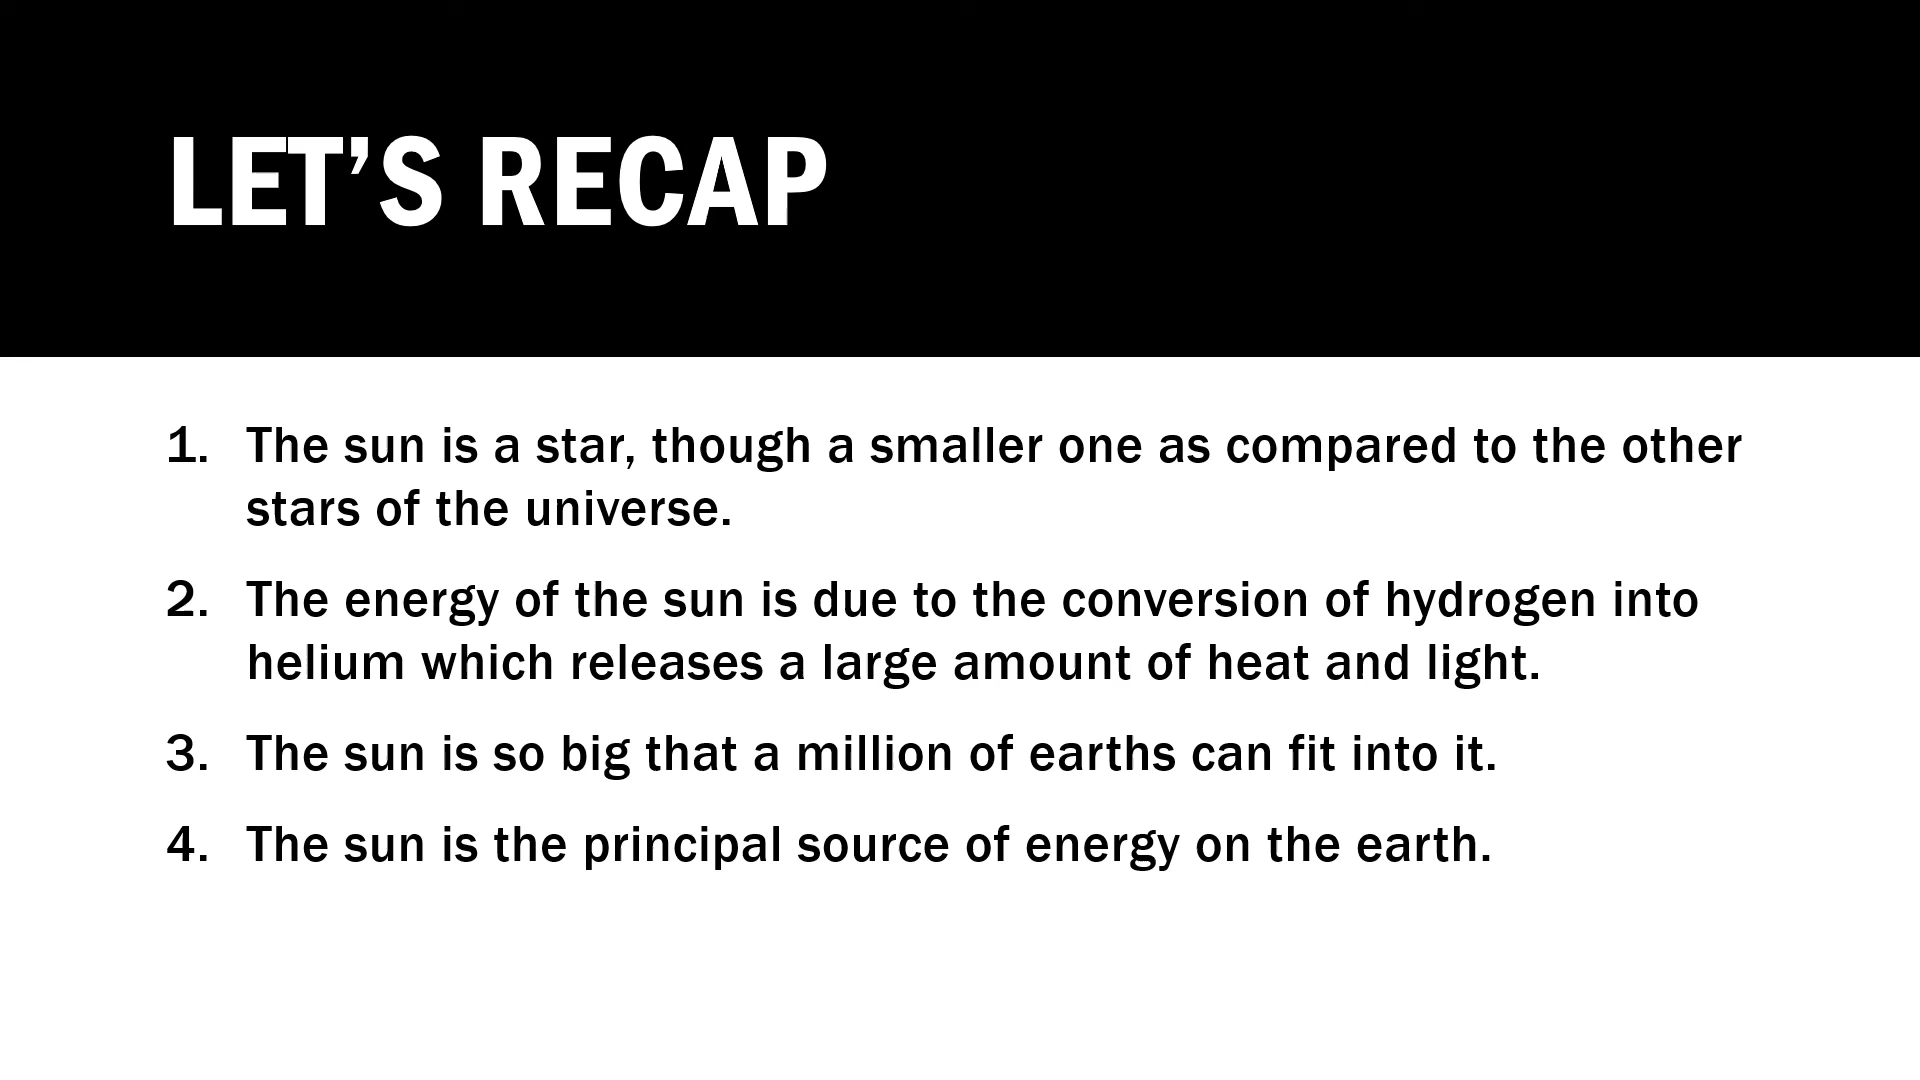 LET’S RECAP
1. The sun is a star, though a smaller one as compared to the other
stars of the universe.
2. The energy of the sun is due to the conversion of hydrogen into
helium which releases a large amount of heat and light.
3. The sun is so big that a million of earths can fit into it.
4. The sun is the principal source of energy on the earth.